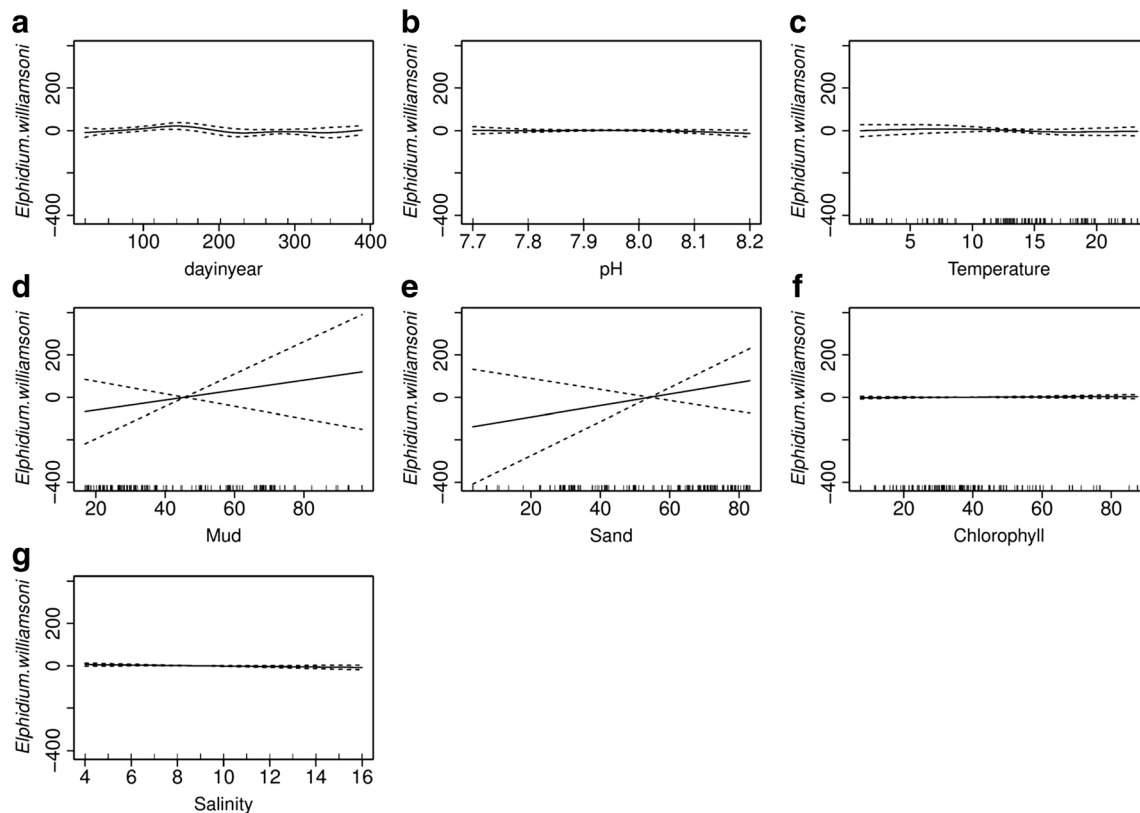 a
Elphidium.williamsoni
−400 0 200
100 200 300 400
dayinyear
b
Elphidium.williamsoni
−400 0 200
7.7 7.8 7.9 8.0 8.1 8.2
pH
c
Elphidium.williamsoni
−400 0 200
5 10 15 20
Temperature
d
Elphidium.williamsoni
−400 0 200
20 40 60 80
Mud
e
Elphidium.williamsoni
−400 0 200
20 40 60 80
Sand
f
Elphidium.williamsoni
−400 0 200
20 40 60 80
Chlorophyll
g
Elphidium.williamsoni
−400 0 200
4 6 8 10 12 14 16
Salinity